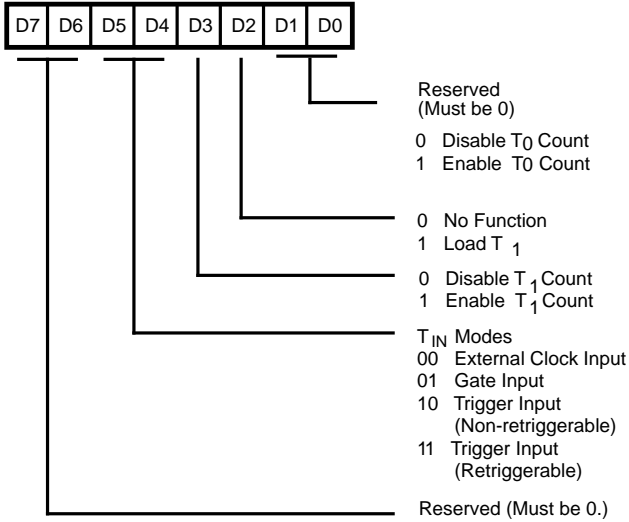 D7 D6 D5 D4 D3 D2 D1 D0
Reserved
(Must be 0)
0 Disable T0 Count
1 Enable T0 Count
0 No Function
1 Load T 1
0 Disable T1 Count
1 Enable T1 Count
TIN Modes
00 External Clock Input
01 Gate Input
10 Trigger Input
(Non-retriggerable)
11 Trigger Input
(Retriggerable)
Reserved (Must be 0.)